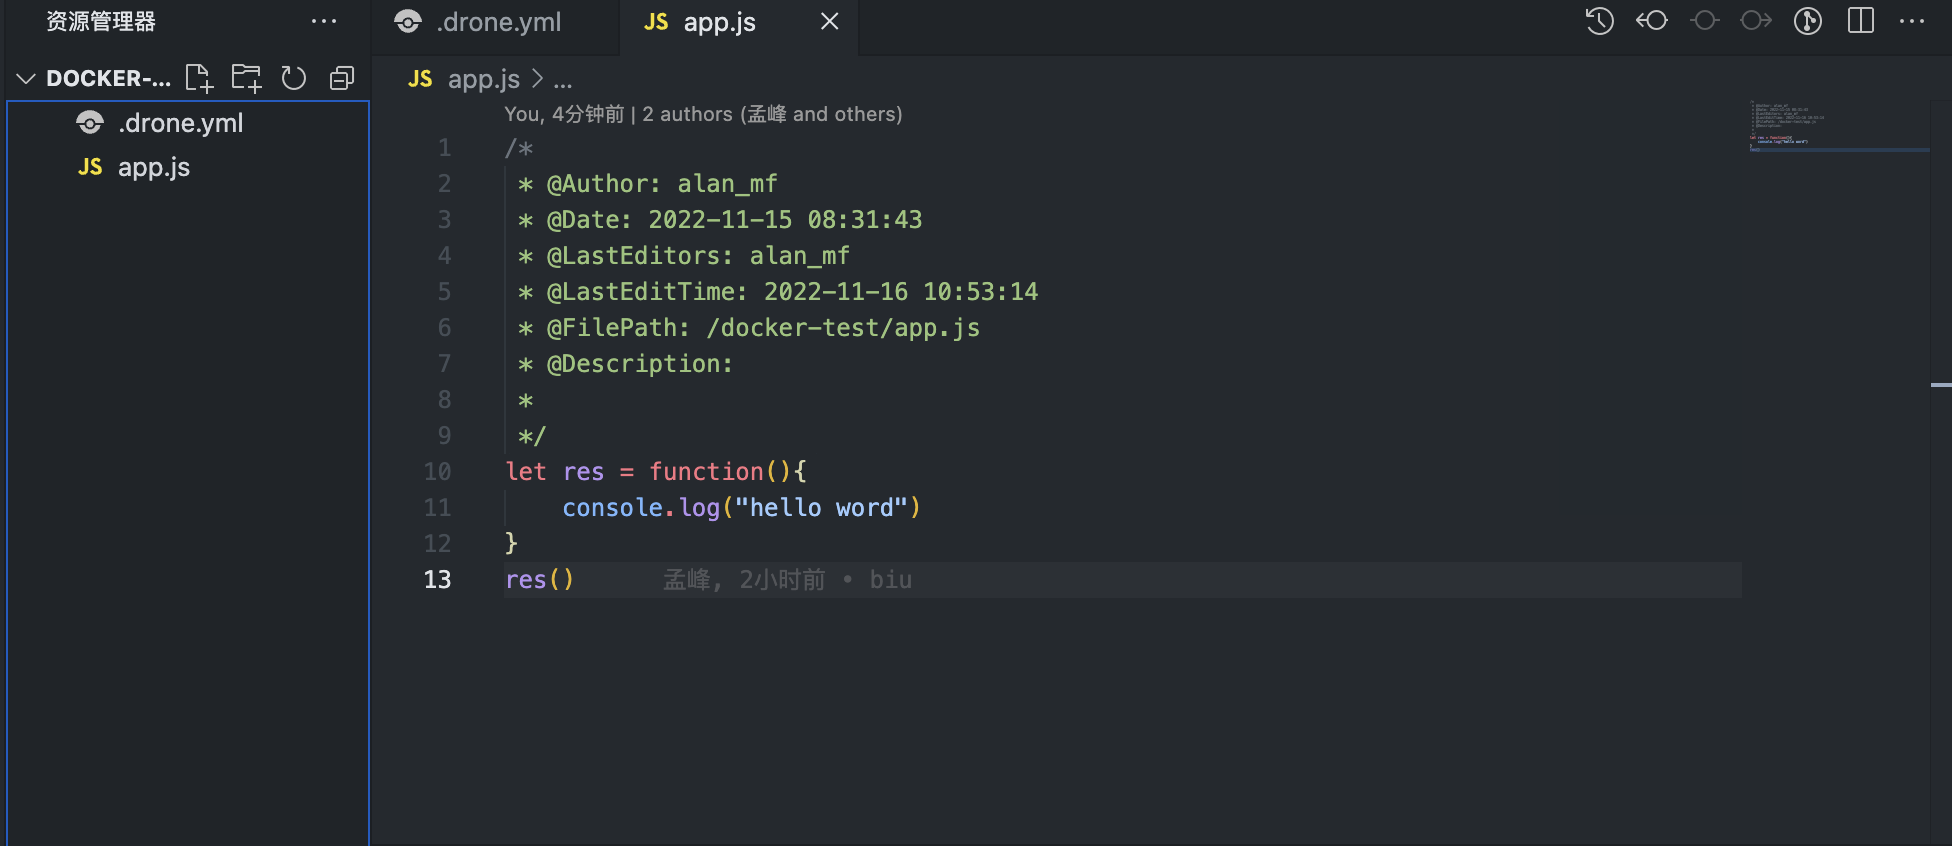 资源管理器
.drone.yml
JS app.js
DOCKER-...
.drone.yml
JS app.js
JS app.js > ...
You, 4分钟前 | 2 authors (孟峰 and others)
1 /*
2 * @Author: alan_mf
3 * @Date: 2022-11-15 08:31:43
4 * @LastEditors: alan_mf
5 * @LastEditTime: 2022-11-16 10:53:14
6 * @FilePath: /docker-test/app.js
7 * @Description:
8 *
9 */
10 let res = function(){
11 console.log("hello word")
12 }
13 res() 孟峰, 2小时前 • biu